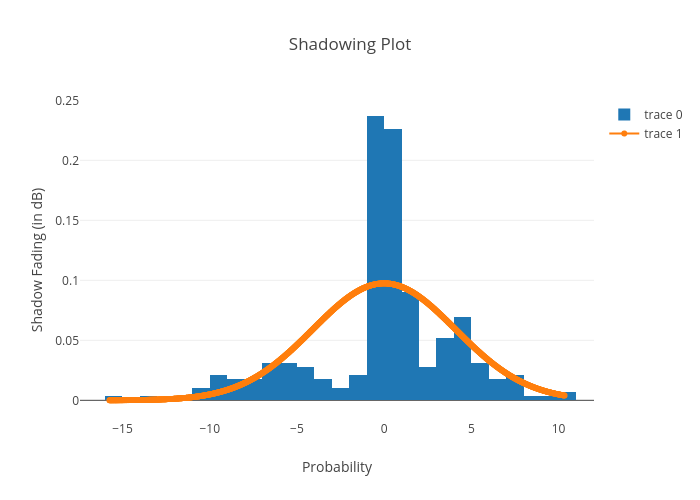 Shadowing Plot
0.25
0.2
0.15
0.1
0.05
0
Shadow Fading (in dB)
−15 −10 −5 0 5 10
Probability
trace 0
trace 1